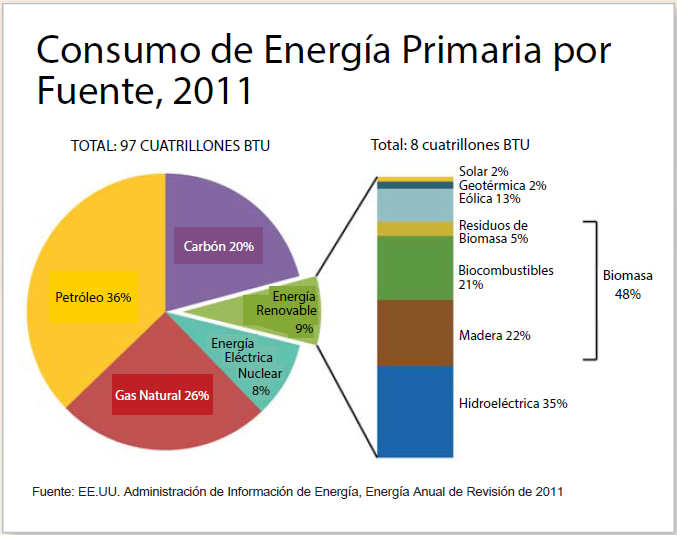 Consumo de Energía Primaria por
Fuente, 2011
TOTAL: 97 CUATRILLONES BTU
Carbón 20%
Petróleo 36%
Energía
Renovable
9%
Energía
Eléctrica
Nuclear
8%
Gas Natural 26%
Total: 8 cuatrillones BTU
Solar 2%
Geotérmica 2%
Eólica 13%
Residuos de
Biomasa 5%
Biocombustibles
21%
Madera 22%
Biomasa
48%
Hidroeléctrica 35%
Fuente: EE.UU. Administración de Información de Energía, Energía Anual de Revisión de 2011